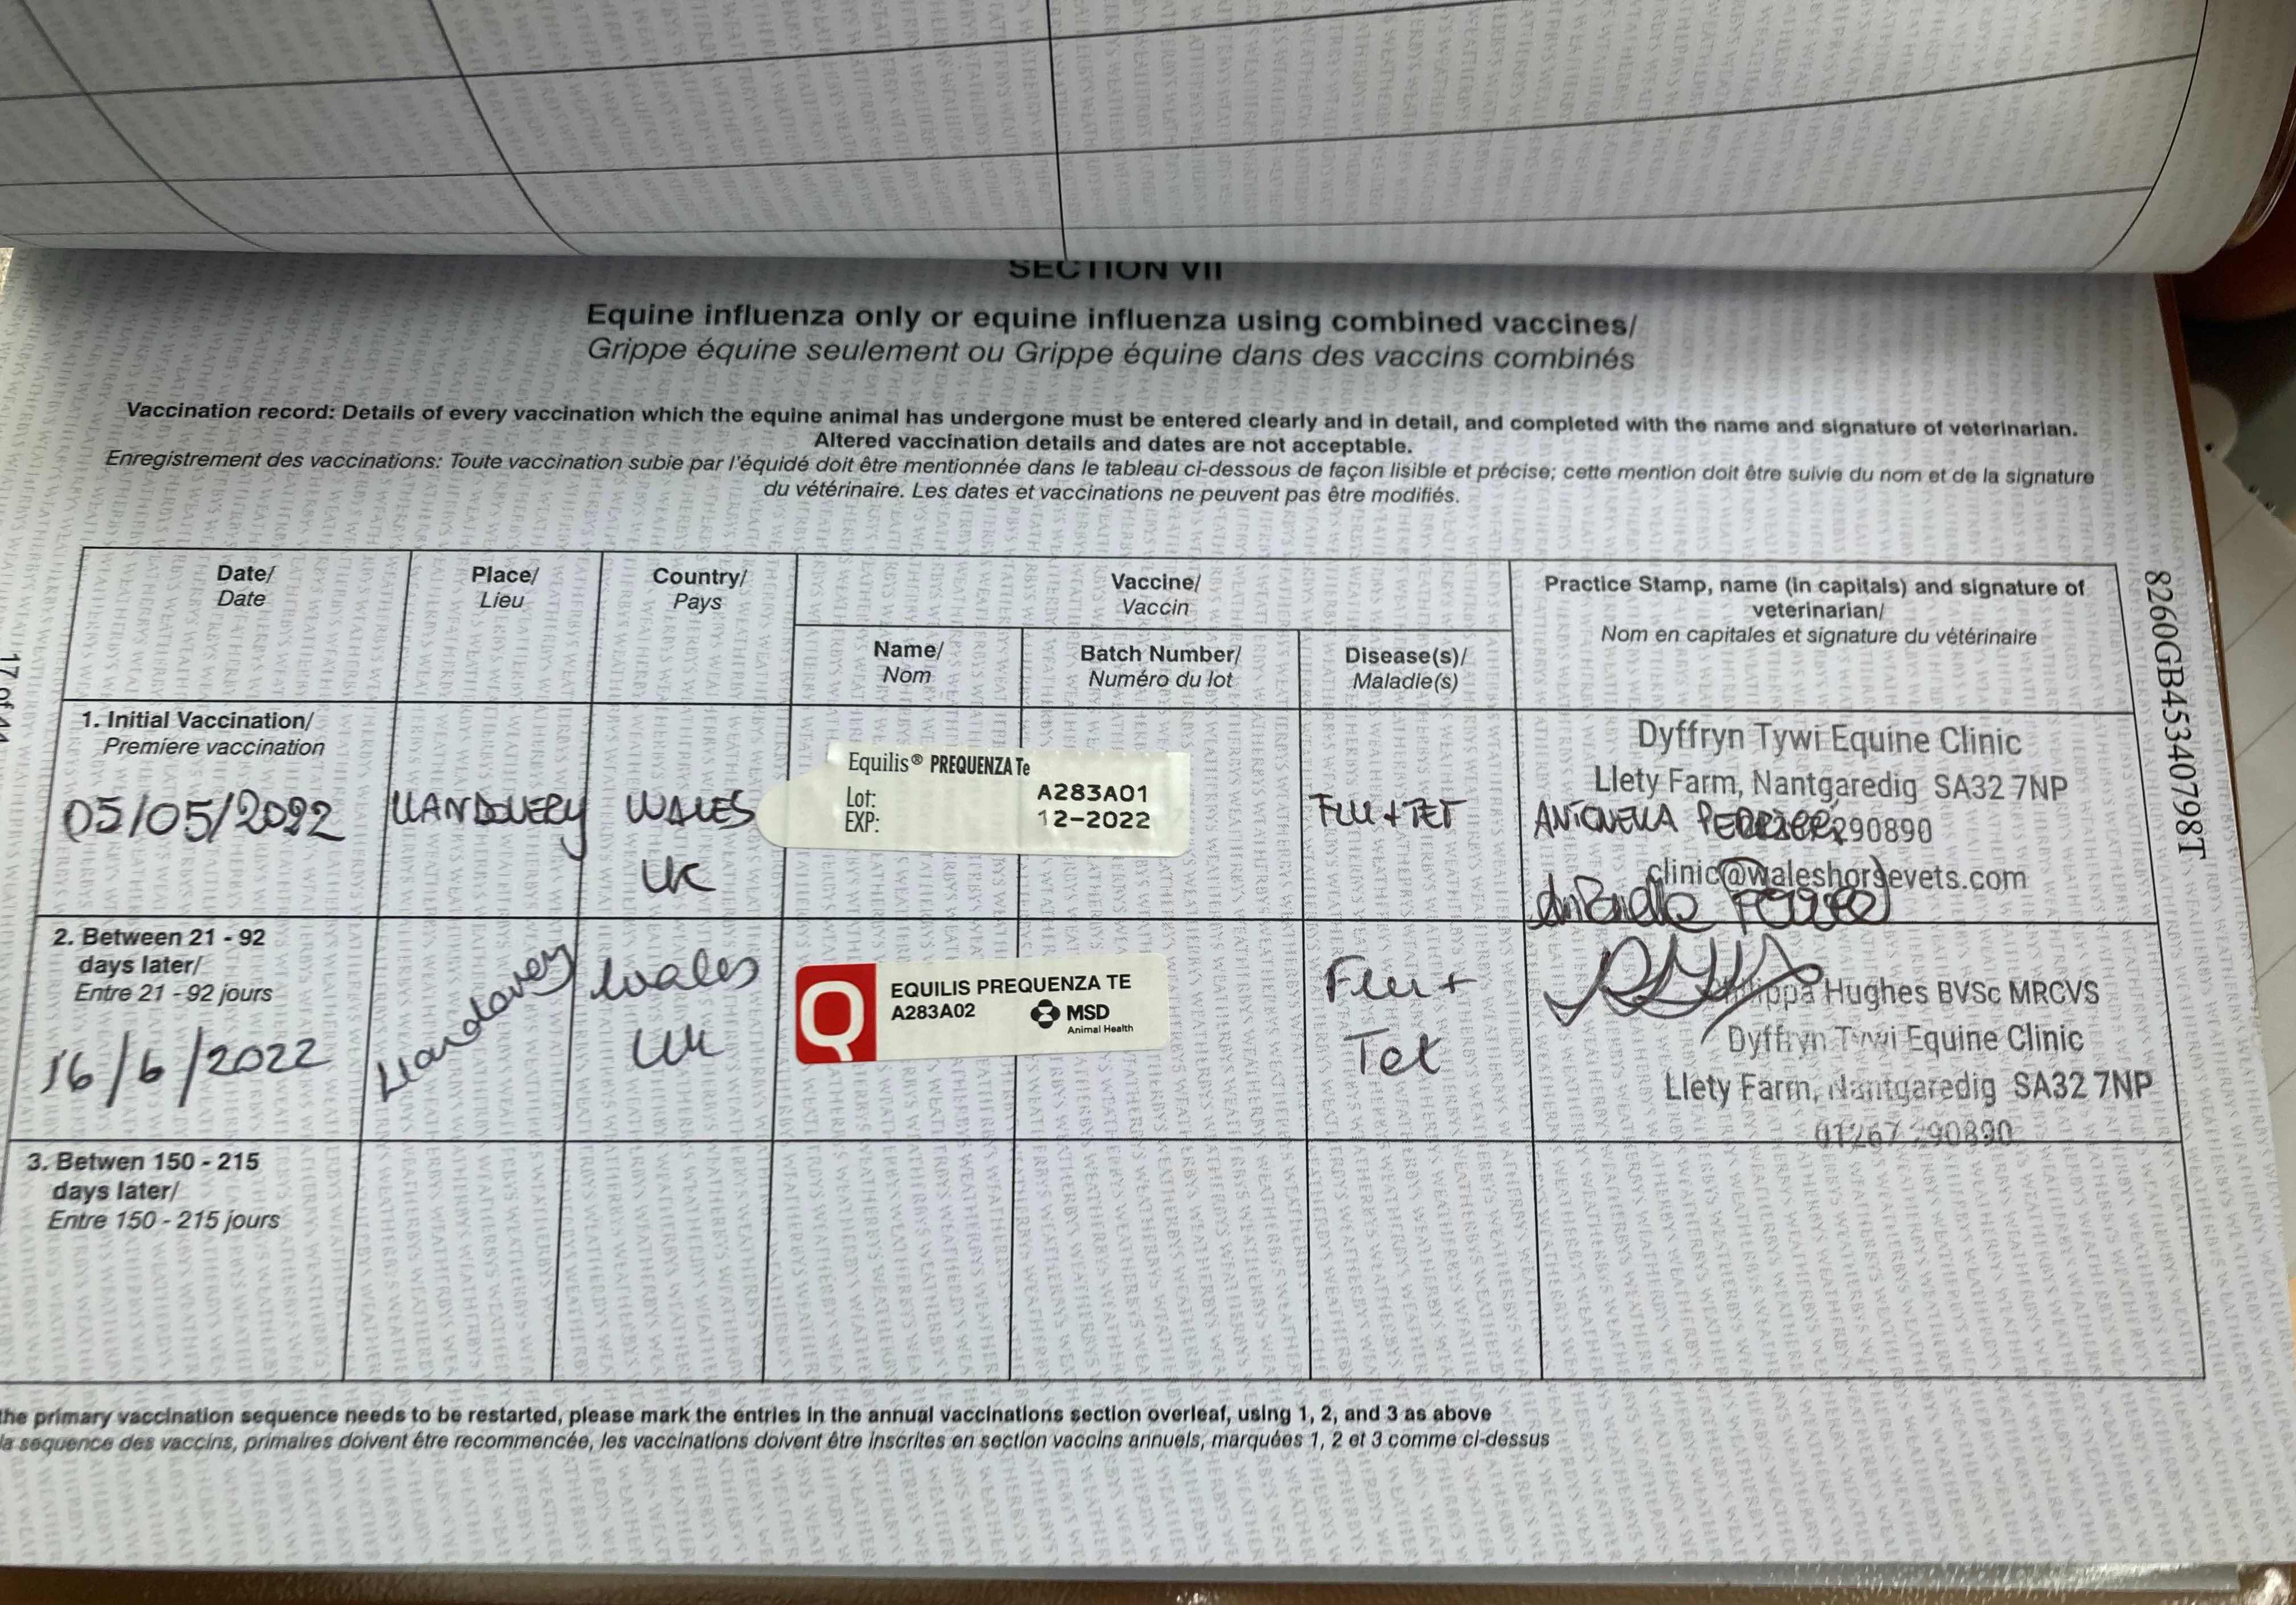 SECTION VII
Equine influenza only or equine influenza using combined vaccines/
Grippe équine seulement ou Grippe équine dans des vaccins combinés
Vaccination record: Details of every vaccination which the equine animal has undergone must be entered clearly and in detail, and completed with the name and signature of veterinarian.
Altered vaccination details and dates are not acceptable.
Enregistrement des vaccinations: Toute vaccination subie par l'équidé doit être mentionnée dans le tableau ci-dessous de façon lisible et précise; cette mention doit être suivie du nom et de la signature
du vétérinaire. Les dates et vaccinations ne peuvent pas être modifiés.
Date/
Date
Place/
Lieu
Country/
Pays
Vaccine/
Vaccin
Name/
Nom
Batch Number/
Numéro du lot
Disease(s)/
Maladie(s)
Practice Stamp, name (in capitals) and signature of
veterinarian/
Nom en capitales et signature du vétérinaire
1. Initial Vaccination/
Premiere vaccination
05/05/2022
LLANDOVERY
WALES
UK
Equilis® PREQUENZA Te
Lot: A283A01
EXP: 12-2022
FLU + TET
Dyffryn Tywi Equine Clinic
Llety Farm, Nantgaredig SA32 7NP
290890
clinic@waleshorsevets.com
2. Between 21 - 92
days later/
Entre 21 - 92 jours
16/6/2022
Llandovery
Wales
UK
EQUILIS PREQUENZA TE
A283A02
MSD
Animal Health
Flu +
Tet
Hughes BVSc MRCVS
Dyffryn Tywi Equine Clinic
Llety Farm, Nantgaredig SA32 7NP
01267 290890
3. Betwen 150 - 215
days later/
Entre 150 - 215 jours
the primary vaccination sequence needs to be restarted, please mark the entries in the annual vaccinations section overleaf, using 1, 2, and 3 as above
la sequence des vaccins, primaires doivent être recommencée, les vaccinations doivent être inscrites en section vaccins annuels, marquées 1, 2 et 3 comme ci-dessus
8260GB45340798T